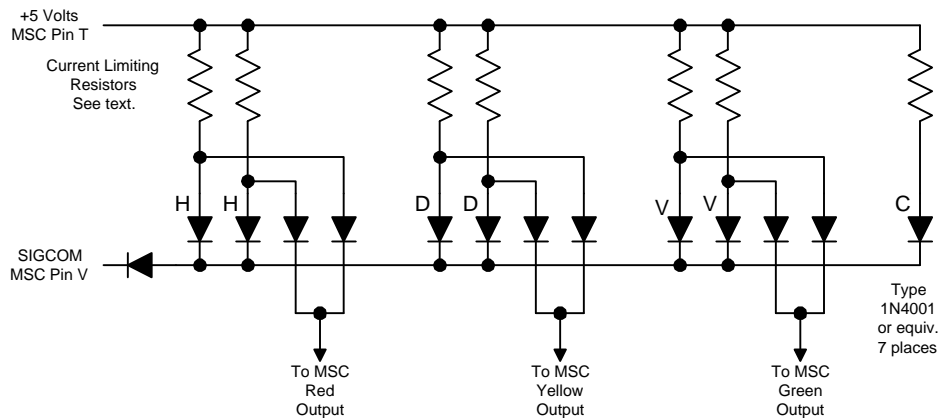 +5 Volts
MSC Pin T
Current Limiting
Resistors
See text.
H
H
D
D
V
V
C
SIGCOM
MSC Pin V
Type
1N4001
or equiv.
7 places
To MSC
Red
Output
To MSC
Yellow
Output
To MSC
Green
Output